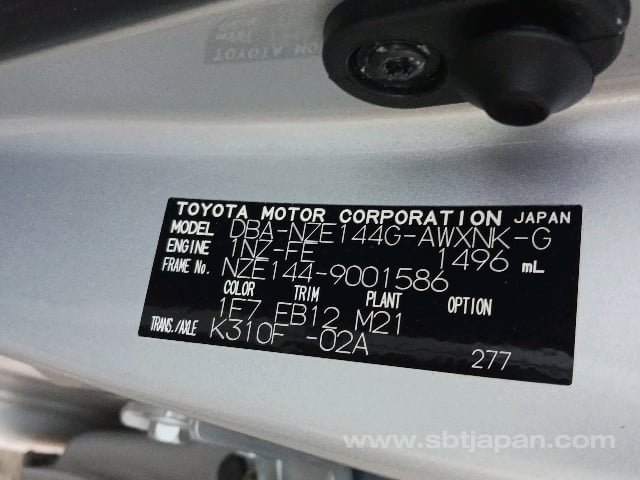 TOYOTA MOTOR CORPORATION JAPAN
MODEL DBA-NZE144G-AWXNK-G
ENGINE 1NZ-FE 1496 mL
FRAME No. NZE144-9001586
COLOR TRIM PLANT OPTION
1E7 EB12 M21
TRANS./AXLE K310F -02A 277
www.sbtjapan.com